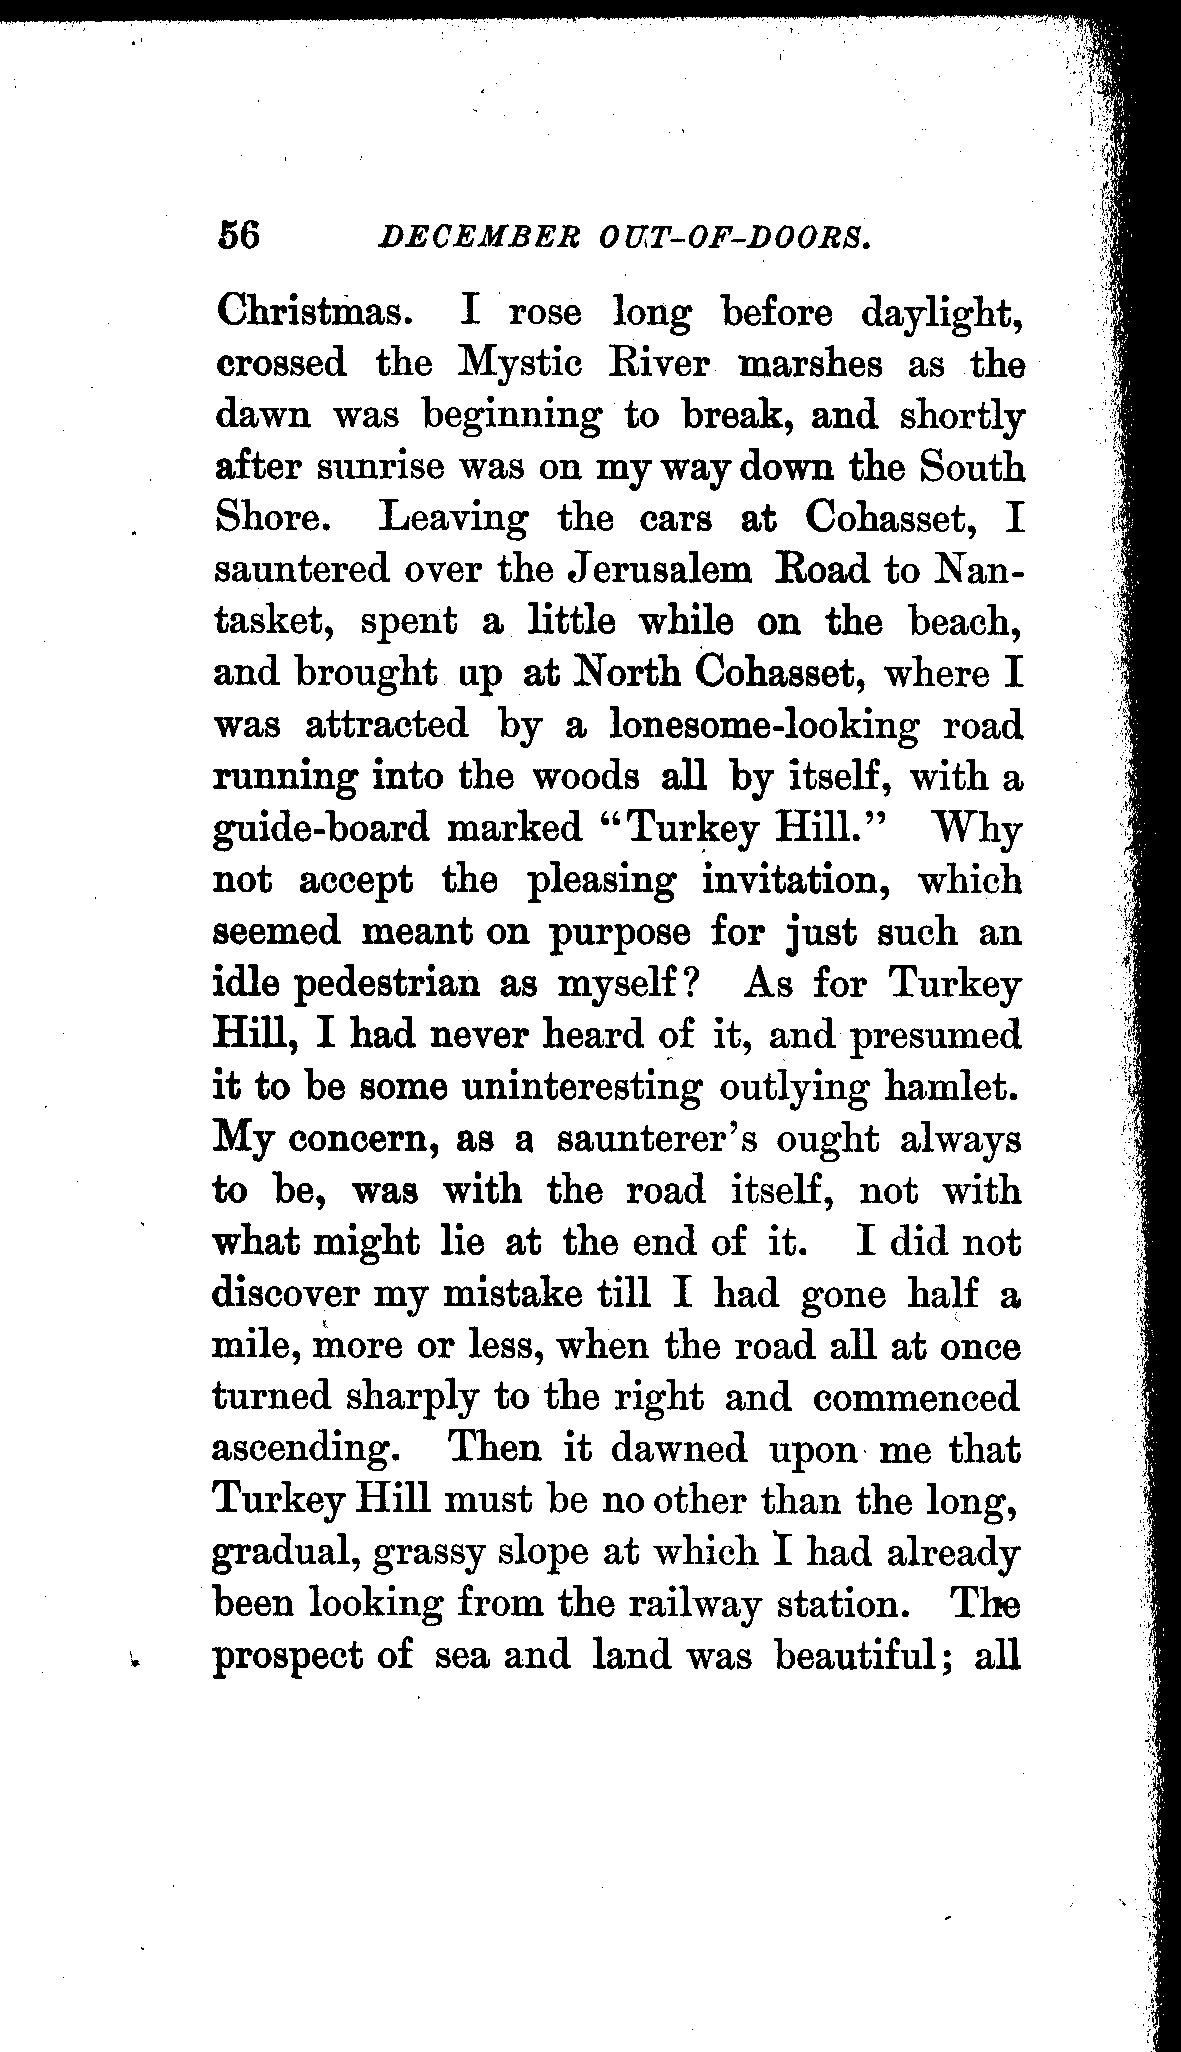 56 DECEMBER OUT-OF-DOORS.
Christmas. I rose long before daylight,
crossed the Mystic River marshes as the
dawn was beginning to break, and shortly
after sunrise was on my way down the South
Shore. Leaving the cars at Cohasset, I
sauntered over the Jerusalem Road to Nan-
tasket, spent a little while on the beach,
and brought up at North Cohasset, where I
was attracted by a lonesome-looking road
running into the woods all by itself, with a
guide-board marked "Turkey Hill." Why
not accept the pleasing invitation, which
seemed meant on purpose for just such an
idle pedestrian as myself? As for Turkey
Hill, I had never heard of it, and presumed
it to be some uninteresting outlying hamlet.
My concern, as a saunterer's ought always
to be, was with the road itself, not with
what might lie at the end of it. I did not
discover my mistake till I had gone half a
mile, more or less, when the road all at once
turned sharply to the right and commenced
ascending. Then it dawned upon me that
Turkey Hill must be no other than the long,
gradual, grassy slope at which I had already
been looking from the railway station. The
prospect of sea and land was beautiful; all